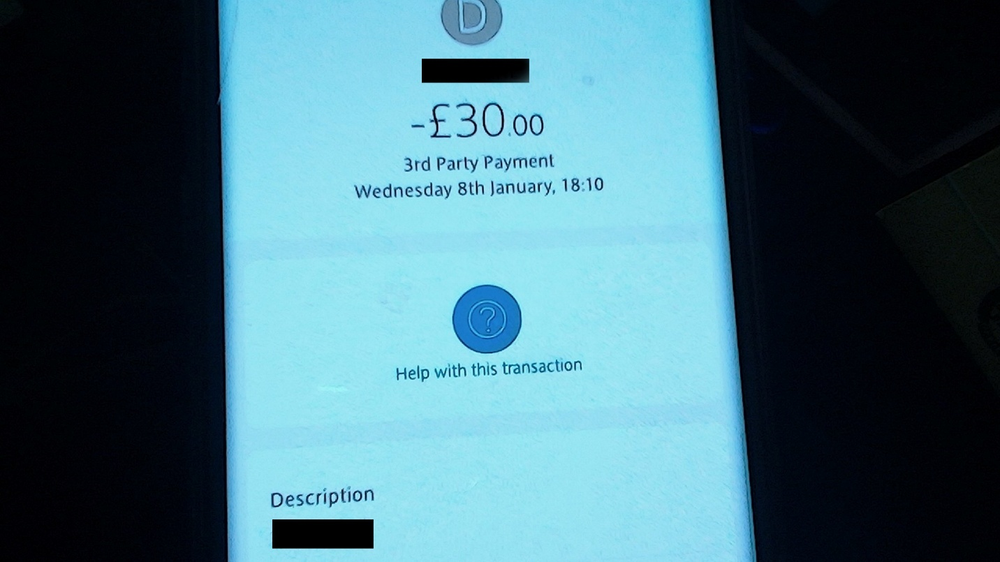 D
-£30.00
3rd Party Payment
Wednesday 8th January, 18:10
?
Help with this transaction
Description